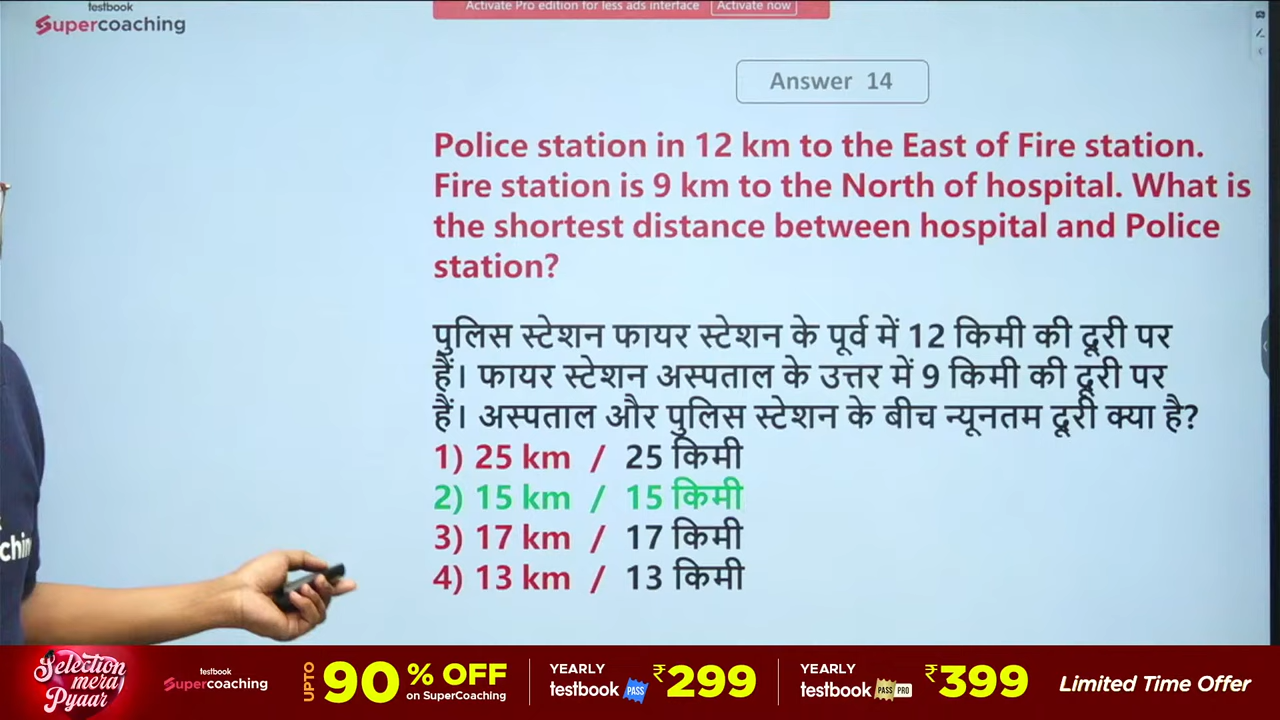 testbook
Supercoaching
Activate Pro edition for less ads interface Activate now
Answer 14
Police station in 12 km to the East of Fire station.
Fire station is 9 km to the North of hospital. What is
the shortest distance between hospital and Police
station?
पुलिस स्टेशन फायर स्टेशन के पूर्व में 12 किमी की दूरी पर
हैं। फायर स्टेशन अस्पताल के उत्तर में 9 किमी की दूरी पर
हैं। अस्पताल और पुलिस स्टेशन के बीच न्यूनतम दूरी क्या है?
1) 25 km / 25 किमी
2) 15 km / 15 किमी
3) 17 km / 17 किमी
4) 13 km / 13 किमी
Selection mera Pyaar
testbook
Supercoaching
UPTO 90% OFF on SuperCoaching
YEARLY testbook PASS ₹299
YEARLY testbook PASS PRO ₹399
Limited Time Offer